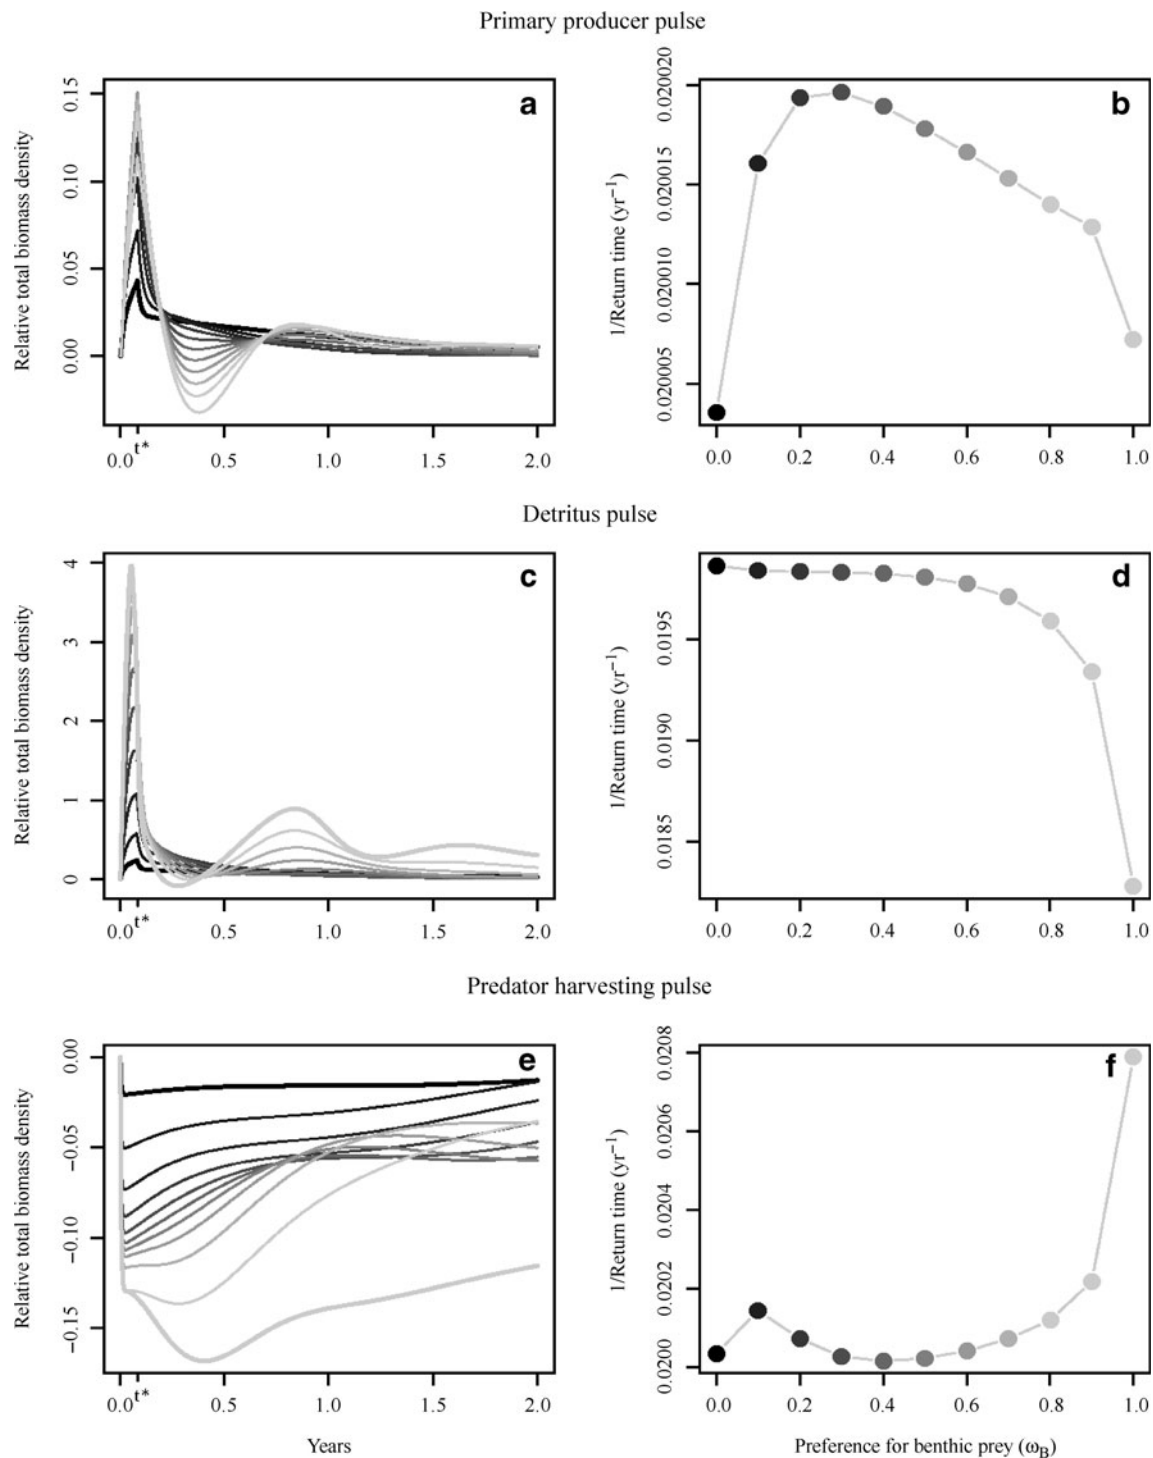 Primary producer pulse
a
Relative total biomass density
0.15
0.10
0.05
0.00
0.0 t* 0.5 1.0 1.5 2.0
b
1/Return time (yr⁻¹)
0.020020
0.020015
0.020010
0.020005
0.0 0.2 0.4 0.6 0.8 1.0
Detritus pulse
c
Relative total biomass density
4
3
2
1
0
0.0 t* 0.5 1.0 1.5 2.0
d
1/Return time (yr⁻¹)
0.0195
0.0190
0.0185
0.0 0.2 0.4 0.6 0.8 1.0
Predator harvesting pulse
e
Relative total biomass density
0.00
−0.05
−0.10
−0.15
0.0 t* 0.5 1.0 1.5 2.0
Years
f
1/Return time (yr⁻¹)
0.0208
0.0206
0.0204
0.0202
0.0200
0.0 0.2 0.4 0.6 0.8 1.0
Preference for benthic prey (ω_B)